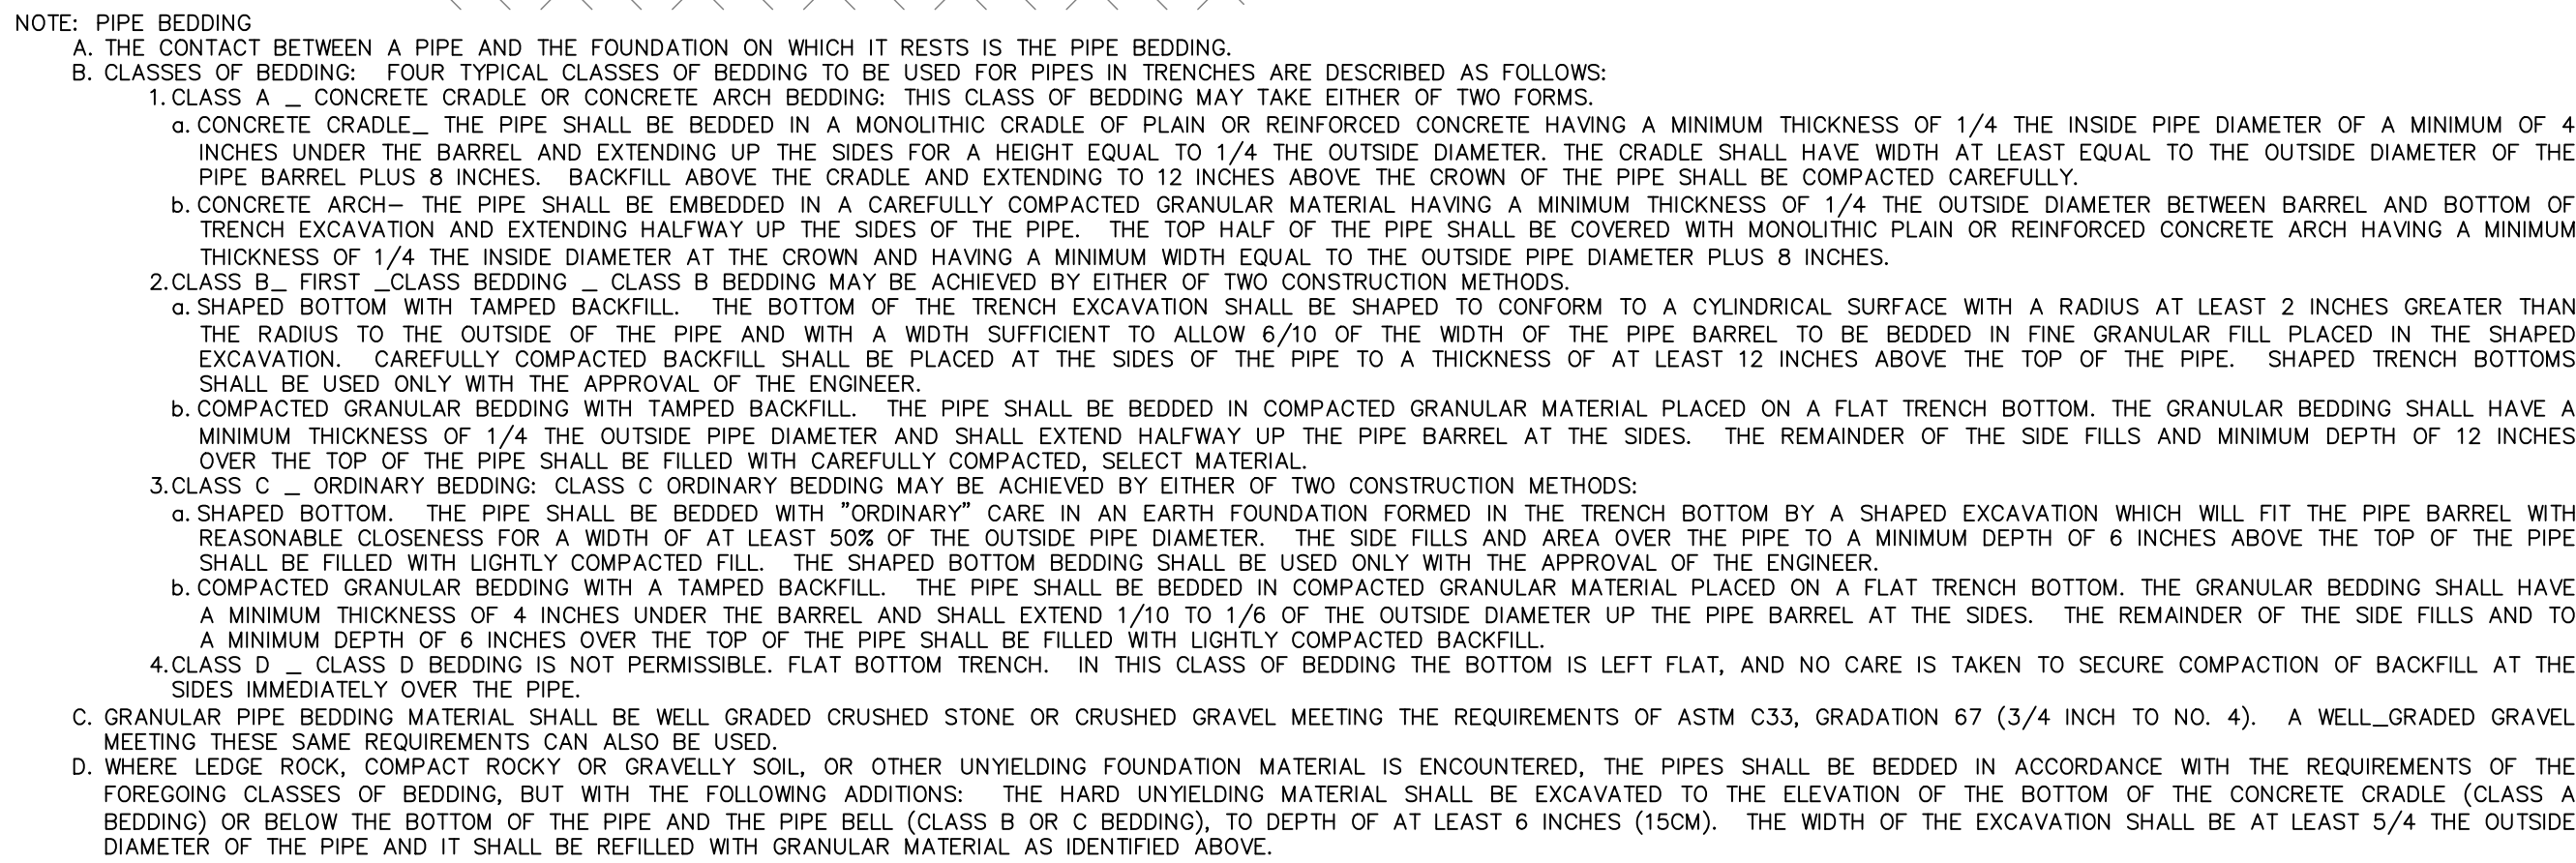 NOTE: PIPE BEDDING
A. THE CONTACT BETWEEN A PIPE AND THE FOUNDATION ON WHICH IT RESTS IS THE PIPE BEDDING.
B. CLASSES OF BEDDING: FOUR TYPICAL CLASSES OF BEDDING TO BE USED FOR PIPES IN TRENCHES ARE DESCRIBED AS FOLLOWS:
1. CLASS A _ CONCRETE CRADLE OR CONCRETE ARCH BEDDING: THIS CLASS OF BEDDING MAY TAKE EITHER OF TWO FORMS.
a. CONCRETE CRADLE_ THE PIPE SHALL BE BEDDED IN A MONOLITHIC CRADLE OF PLAIN OR REINFORCED CONCRETE HAVING A MINIMUM THICKNESS OF 1/4 THE INSIDE PIPE DIAMETER OF A MINIMUM OF 4
INCHES UNDER THE BARREL AND EXTENDING UP THE SIDES FOR A HEIGHT EQUAL TO 1/4 THE OUTSIDE DIAMETER. THE CRADLE SHALL HAVE WIDTH AT LEAST EQUAL TO THE OUTSIDE DIAMETER OF THE
PIPE BARREL PLUS 8 INCHES. BACKFILL ABOVE THE CRADLE AND EXTENDING TO 12 INCHES ABOVE THE CROWN OF THE PIPE SHALL BE COMPACTED CAREFULLY.
b. CONCRETE ARCH– THE PIPE SHALL BE EMBEDDED IN A CAREFULLY COMPACTED GRANULAR MATERIAL HAVING A MINIMUM THICKNESS OF 1/4 THE OUTSIDE DIAMETER BETWEEN BARREL AND BOTTOM OF
TRENCH EXCAVATION AND EXTENDING HALFWAY UP THE SIDES OF THE PIPE. THE TOP HALF OF THE PIPE SHALL BE COVERED WITH MONOLITHIC PLAIN OR REINFORCED CONCRETE ARCH HAVING A MINIMUM
THICKNESS OF 1/4 THE INSIDE DIAMETER AT THE CROWN AND HAVING A MINIMUM WIDTH EQUAL TO THE OUTSIDE PIPE DIAMETER PLUS 8 INCHES.
2. CLASS B_ FIRST _CLASS BEDDING _ CLASS B BEDDING MAY BE ACHIEVED BY EITHER OF TWO CONSTRUCTION METHODS.
a. SHAPED BOTTOM WITH TAMPED BACKFILL. THE BOTTOM OF THE TRENCH EXCAVATION SHALL BE SHAPED TO CONFORM TO A CYLINDRICAL SURFACE WITH A RADIUS AT LEAST 2 INCHES GREATER THAN
THE RADIUS TO THE OUTSIDE OF THE PIPE AND WITH A WIDTH SUFFICIENT TO ALLOW 6/10 OF THE WIDTH OF THE PIPE BARREL TO BE BEDDED IN FINE GRANULAR FILL PLACED IN THE SHAPED
EXCAVATION. CAREFULLY COMPACTED BACKFILL SHALL BE PLACED AT THE SIDES OF THE PIPE TO A THICKNESS OF AT LEAST 12 INCHES ABOVE THE TOP OF THE PIPE. SHAPED TRENCH BOTTOMS
SHALL BE USED ONLY WITH THE APPROVAL OF THE ENGINEER.
b. COMPACTED GRANULAR BEDDING WITH TAMPED BACKFILL. THE PIPE SHALL BE BEDDED IN COMPACTED GRANULAR MATERIAL PLACED ON A FLAT TRENCH BOTTOM. THE GRANULAR BEDDING SHALL HAVE A
MINIMUM THICKNESS OF 1/4 THE OUTSIDE PIPE DIAMETER AND SHALL EXTEND HALFWAY UP THE PIPE BARREL AT THE SIDES. THE REMAINDER OF THE SIDE FILLS AND MINIMUM DEPTH OF 12 INCHES
OVER THE TOP OF THE PIPE SHALL BE FILLED WITH CAREFULLY COMPACTED, SELECT MATERIAL.
3. CLASS C _ ORDINARY BEDDING: CLASS C ORDINARY BEDDING MAY BE ACHIEVED BY EITHER OF TWO CONSTRUCTION METHODS:
a. SHAPED BOTTOM. THE PIPE SHALL BE BEDDED WITH "ORDINARY" CARE IN AN EARTH FOUNDATION FORMED IN THE TRENCH BOTTOM BY A SHAPED EXCAVATION WHICH WILL FIT THE PIPE BARREL WITH
REASONABLE CLOSENESS FOR A WIDTH OF AT LEAST 50% OF THE OUTSIDE PIPE DIAMETER. THE SIDE FILLS AND AREA OVER THE PIPE TO A MINIMUM DEPTH OF 6 INCHES ABOVE THE TOP OF THE PIPE
SHALL BE FILLED WITH LIGHTLY COMPACTED FILL. THE SHAPED BOTTOM BEDDING SHALL BE USED ONLY WITH THE APPROVAL OF THE ENGINEER.
b. COMPACTED GRANULAR BEDDING WITH A TAMPED BACKFILL. THE PIPE SHALL BE BEDDED IN COMPACTED GRANULAR MATERIAL PLACED ON A FLAT TRENCH BOTTOM. THE GRANULAR BEDDING SHALL HAVE
A MINIMUM THICKNESS OF 4 INCHES UNDER THE BARREL AND SHALL EXTEND 1/10 TO 1/6 OF THE OUTSIDE DIAMETER UP THE PIPE BARREL AT THE SIDES. THE REMAINDER OF THE SIDE FILLS AND TO
A MINIMUM DEPTH OF 6 INCHES OVER THE TOP OF THE PIPE SHALL BE FILLED WITH LIGHTLY COMPACTED BACKFILL.
4. CLASS D _ CLASS D BEDDING IS NOT PERMISSIBLE. FLAT BOTTOM TRENCH. IN THIS CLASS OF BEDDING THE BOTTOM IS LEFT FLAT, AND NO CARE IS TAKEN TO SECURE COMPACTION OF BACKFILL AT THE
SIDES IMMEDIATELY OVER THE PIPE.
C. GRANULAR PIPE BEDDING MATERIAL SHALL BE WELL GRADED CRUSHED STONE OR CRUSHED GRAVEL MEETING THE REQUIREMENTS OF ASTM C33, GRADATION 67 (3/4 INCH TO NO. 4). A WELL_GRADED GRAVEL
MEETING THESE SAME REQUIREMENTS CAN ALSO BE USED.
D. WHERE LEDGE ROCK, COMPACT ROCKY OR GRAVELLY SOIL, OR OTHER UNYIELDING FOUNDATION MATERIAL IS ENCOUNTERED, THE PIPES SHALL BE BEDDED IN ACCORDANCE WITH THE REQUIREMENTS OF THE
FOREGOING CLASSES OF BEDDING, BUT WITH THE FOLLOWING ADDITIONS: THE HARD UNYIELDING MATERIAL SHALL BE EXCAVATED TO THE ELEVATION OF THE BOTTOM OF THE CONCRETE CRADLE (CLASS A
BEDDING) OR BELOW THE BOTTOM OF THE PIPE AND THE PIPE BELL (CLASS B OR C BEDDING), TO DEPTH OF AT LEAST 6 INCHES (15CM). THE WIDTH OF THE EXCAVATION SHALL BE AT LEAST 5/4 THE OUTSIDE
DIAMETER OF THE PIPE AND IT SHALL BE REFILLED WITH GRANULAR MATERIAL AS IDENTIFIED ABOVE.